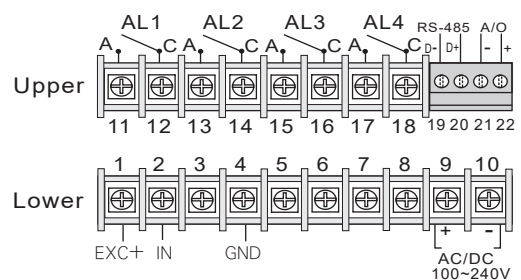 AL1 AL2 AL3 AL4
RS-485 A/O
A C A C A C A C D- D+ - +
Upper
11 12 13 14 15 16 17 18 19 20 21 22
1 2 3 4 5 6 7 8 9 10
Lower
+ -
EXC+ IN GND
AC/DC
100~240V